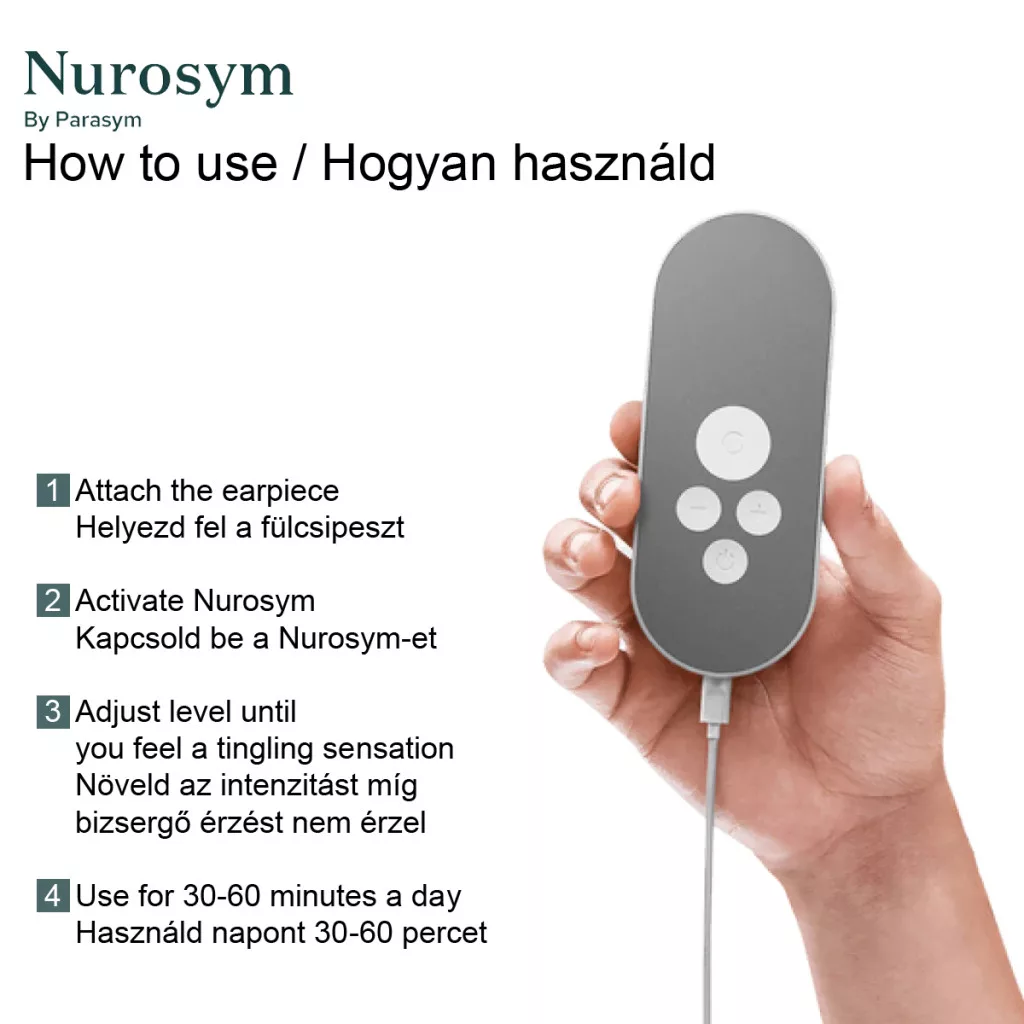 Nurosym
By Parasym
How to use / Hogyan használd
1 Attach the earpiece
Helyezd fel a fülcsipeszt
2 Activate Nurosym
Kapcsold be a Nurosym-et
3 Adjust level until
you feel a tingling sensation
Növeld az intenzitást míg
bizsergő érzést nem érzel
4 Use for 30-60 minutes a day
Használd napont 30-60 percet